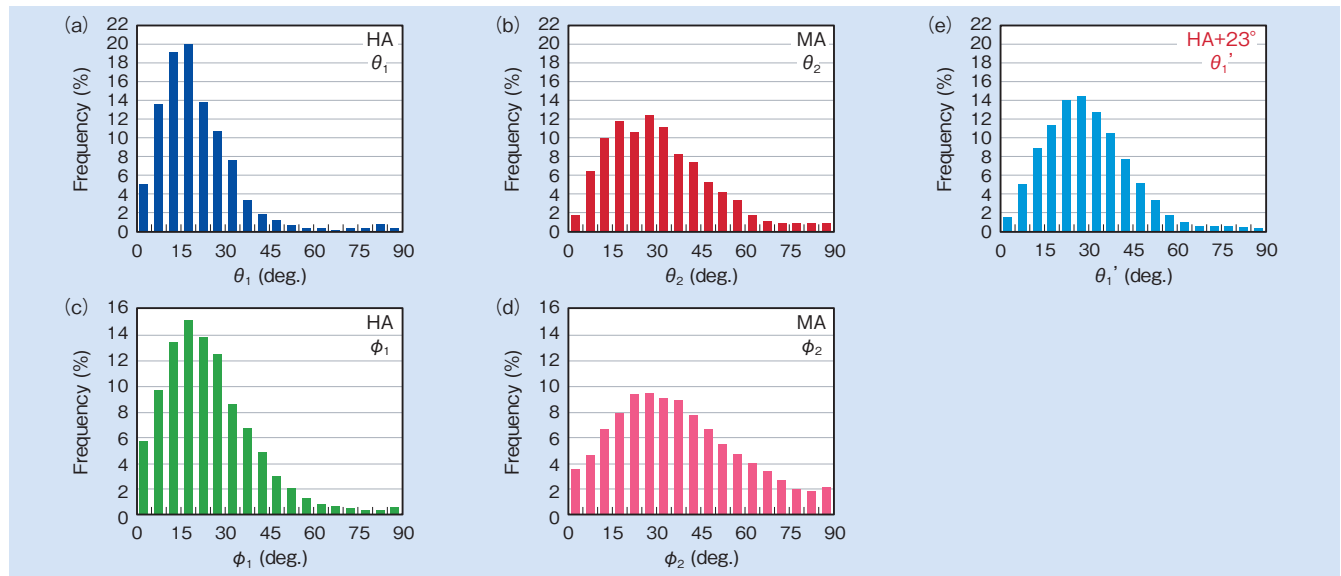 (a)
HA
θ₁
Frequency (%)
22
20
18
16
14
12
10
8
6
4
2
0
0 15 30 45 60 75 90
θ₁ (deg.)
(b)
MA
θ₂
Frequency (%)
22
20
18
16
14
12
10
8
6
4
2
0
0 15 30 45 60 75 90
θ₂ (deg.)
(e)
HA+23°
θ₁’
Frequency (%)
22
20
18
16
14
12
10
8
6
4
2
0
0 15 30 45 60 75 90
θ₁’ (deg.)
(c)
HA
ϕ₁
Frequency (%)
16
14
12
10
8
6
4
2
0
0 15 30 45 60 75 90
ϕ₁ (deg.)
(d)
MA
ϕ₂
Frequency (%)
16
14
12
10
8
6
4
2
0
0 15 30 45 60 75 90
ϕ₂ (deg.)